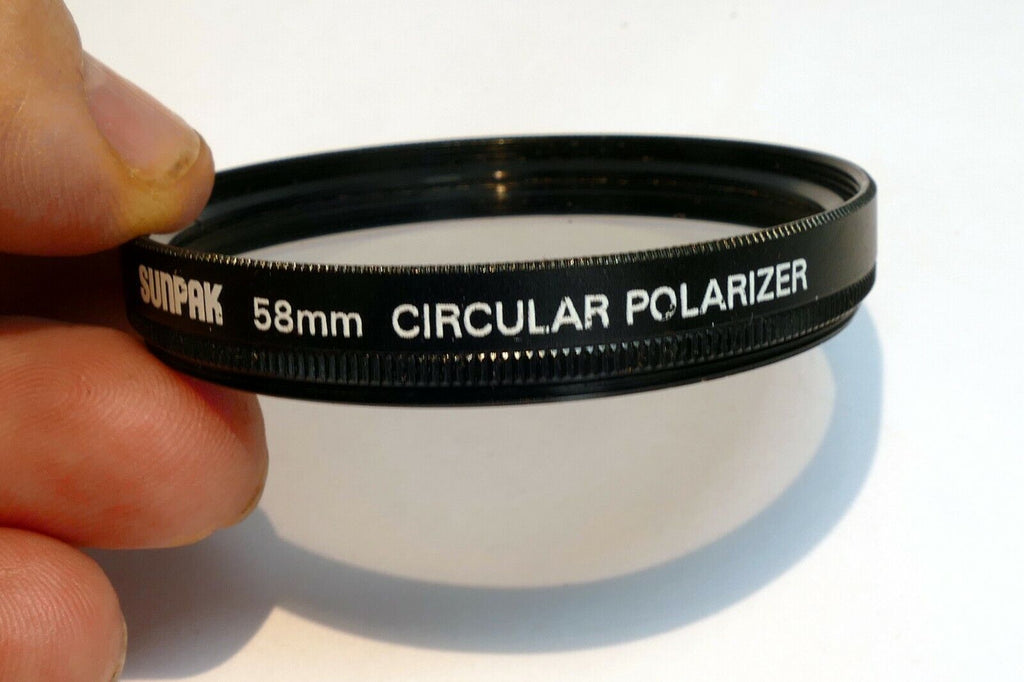 SUNPAK 58mm CIRCULAR POLARIZER